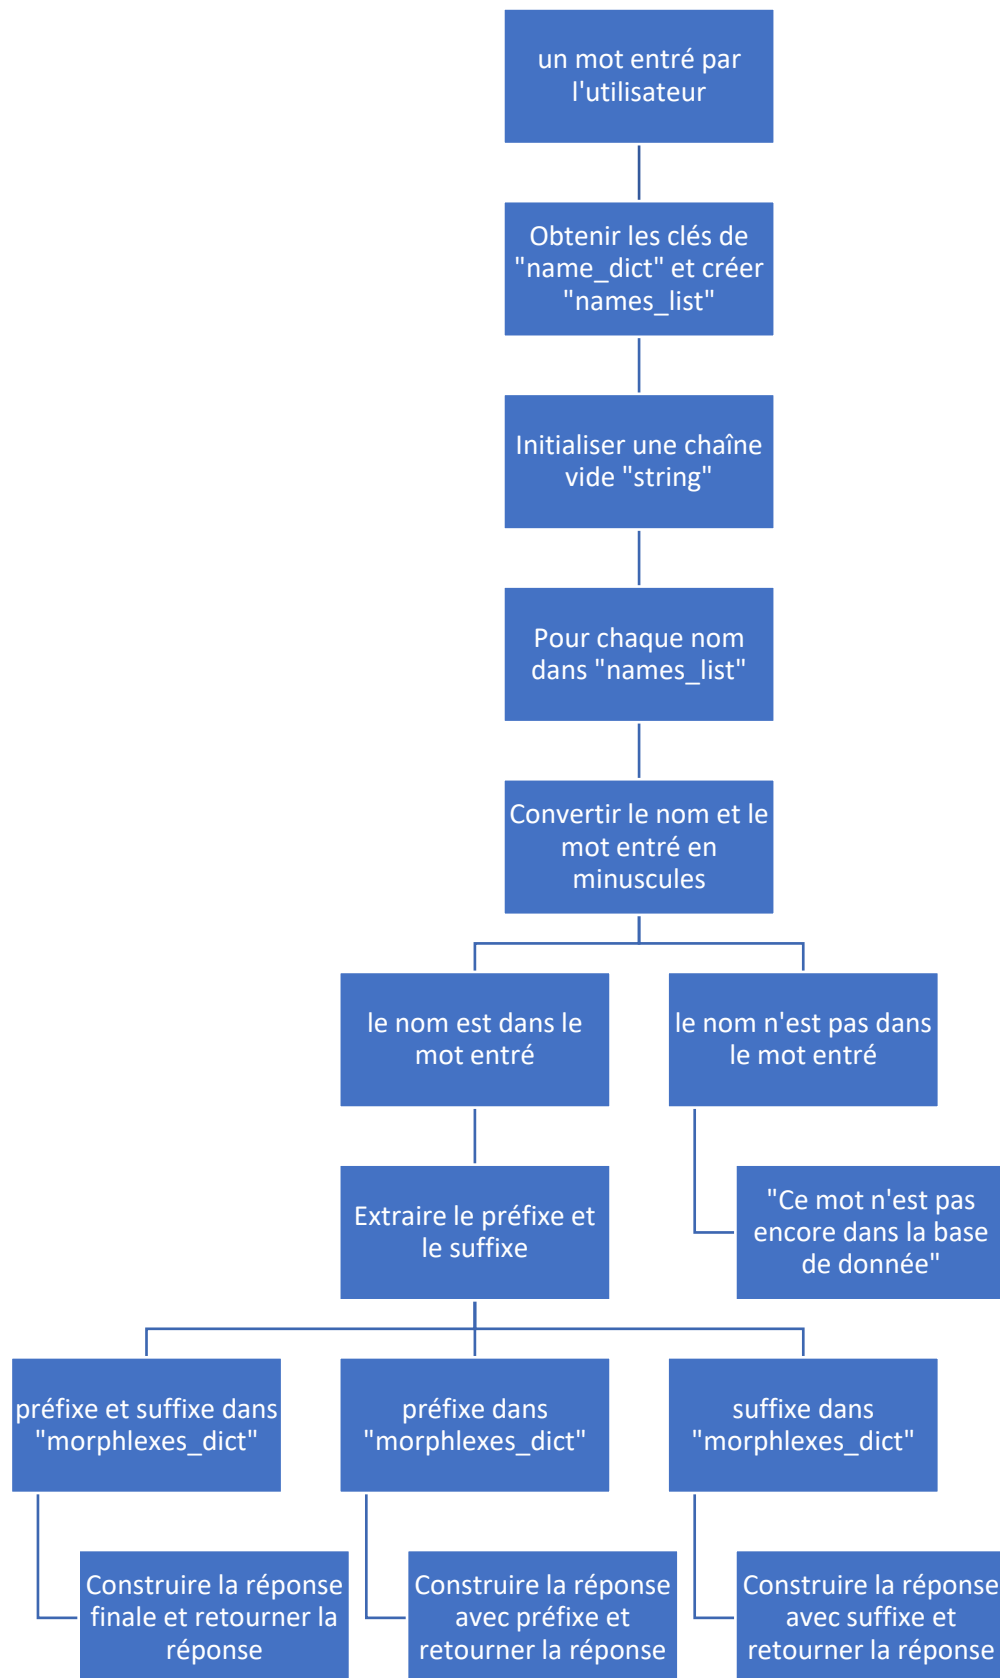 un mot entré par
l'utilisateur
Obtenir les clés de
"name_dict" et créer
"names_list"
Initialiser une chaîne
vide "string"
Pour chaque nom
dans "names_list"
Convertir le nom et le
mot entré en
minuscules
le nom est dans le
mot entré
le nom n'est pas dans
le mot entré
Extraire le préfixe et
le suffixe
"Ce mot n'est pas
encore dans la base
de donnée"
préfixe et suffixe dans
"morphlexes_dict"
préfixe dans
"morphlexes_dict"
suffixe dans
"morphlexes_dict"
Construire la réponse
finale et retourner la
réponse
Construire la réponse
avec préfixe et
retourner la réponse
Construire la réponse
avec suffixe et
retourner la réponse